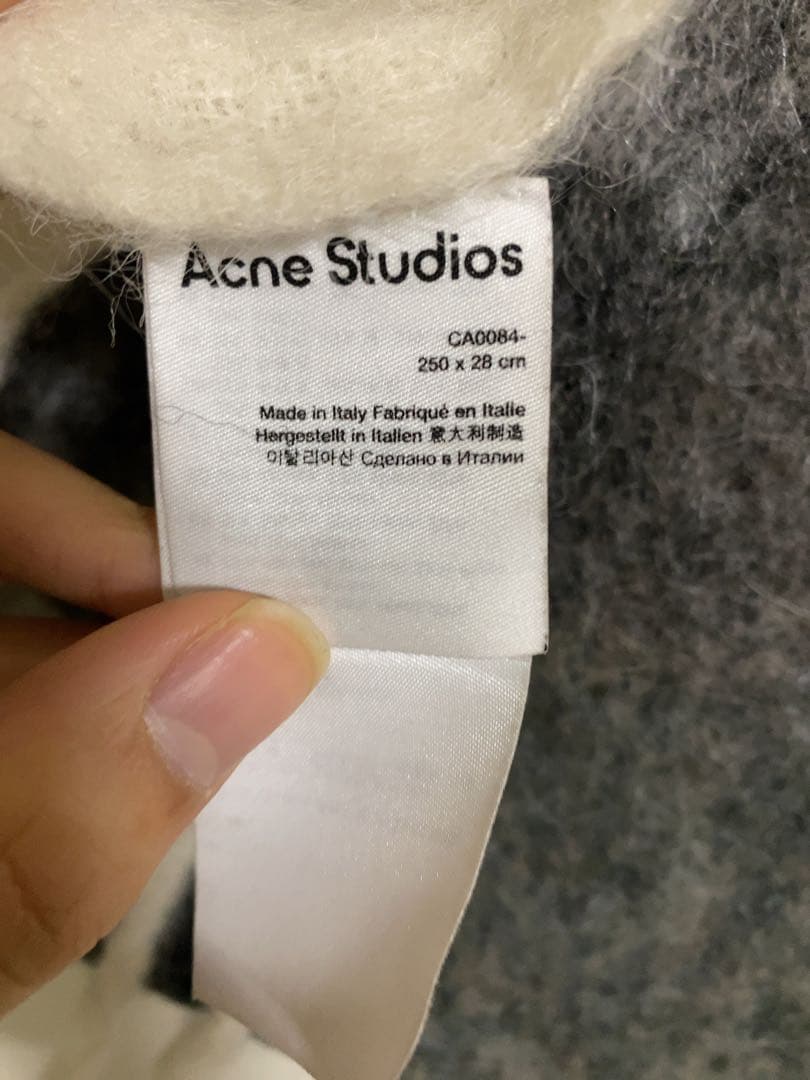 Acne Studios
CA0084-
250 x 28 cm
Made in Italy Fabriqué en Italie
Hergestellt in Italien 意大利制造
이탈리아산 Сделано в Италии